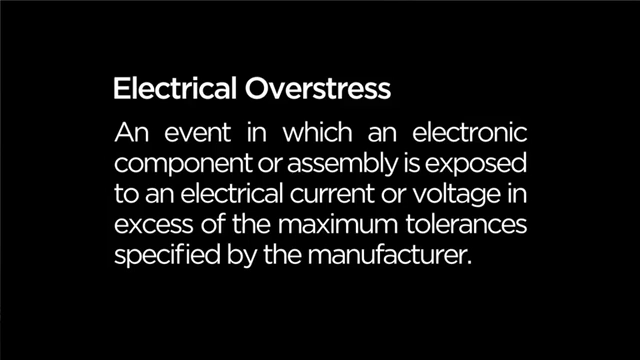 Electrical Overstress
An event in which an electronic
component or assembly is exposed
to an electrical current or voltage in
excess of the maximum tolerances
specified by the manufacturer.